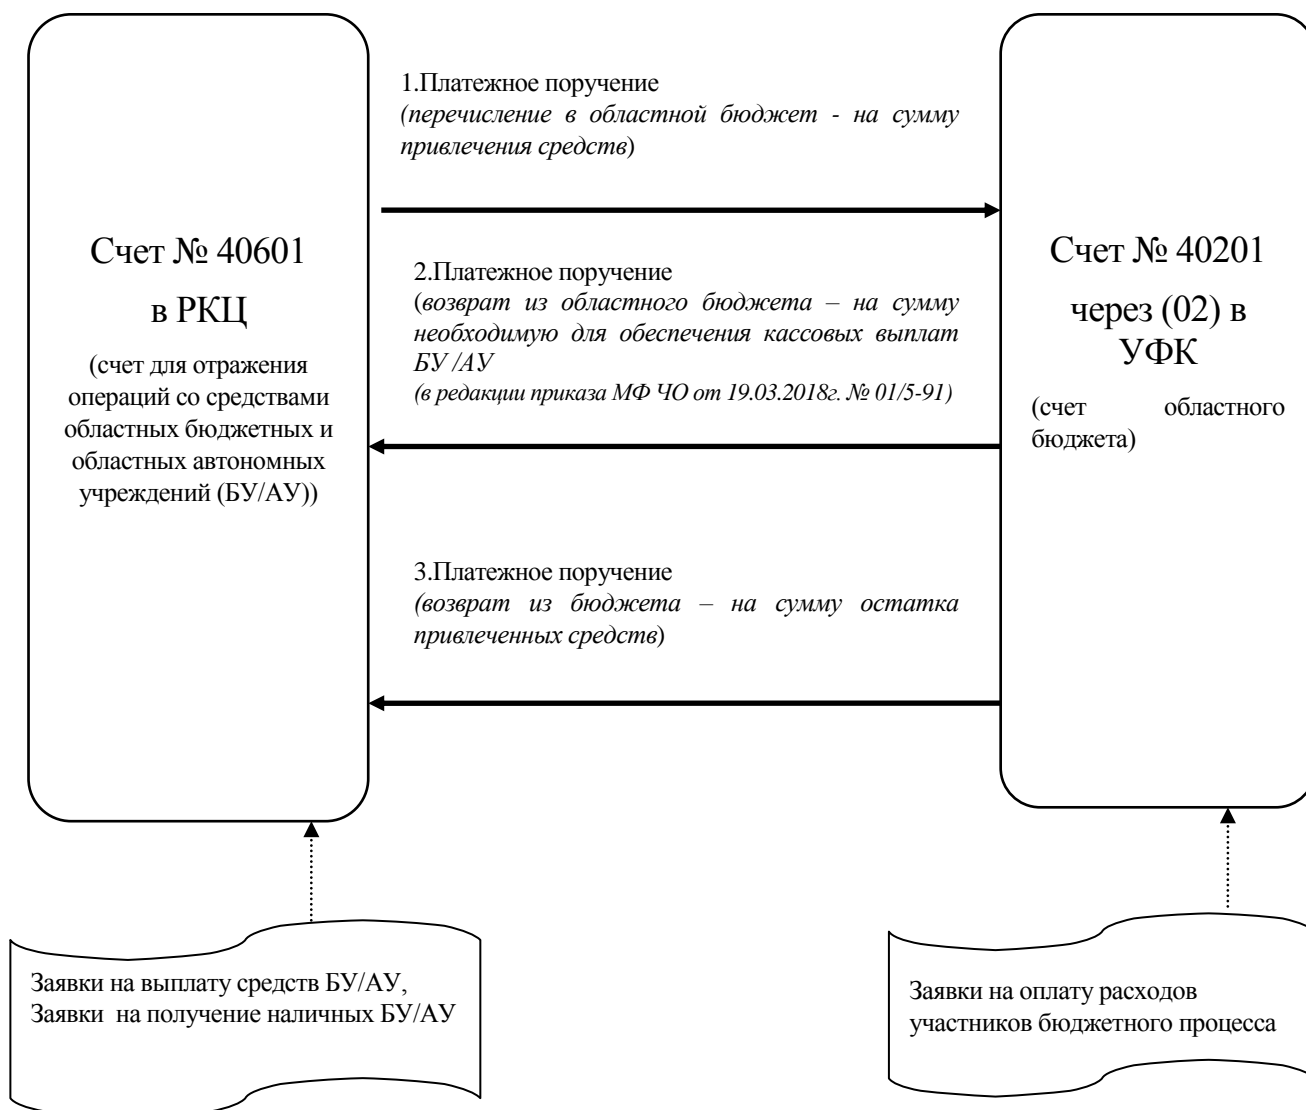 Счет № 40601
в РКЦ
(счет для отражения
операций со средствами
областных бюджетных и
областных автономных
учреждений (БУ/АУ))
1.Платежное поручение
(перечисление в областной бюджет - на сумму
привлечения средств)
2.Платежное поручение
(возврат из областного бюджета – на сумму
необходимую для обеспечения кассовых выплат
БУ /АУ
(в редакции приказа МФ ЧО от 19.03.2018г. № 01/5-91)
3.Платежное поручение
(возврат из бюджета – на сумму остатка
привлеченных средств)
Счет № 40201
через (02) в
УФК
(счет областного
бюджета)
Заявки на выплату средств БУ/АУ,
Заявки на получение наличных БУ/АУ
Заявки на оплату расходов
участников бюджетного процесса